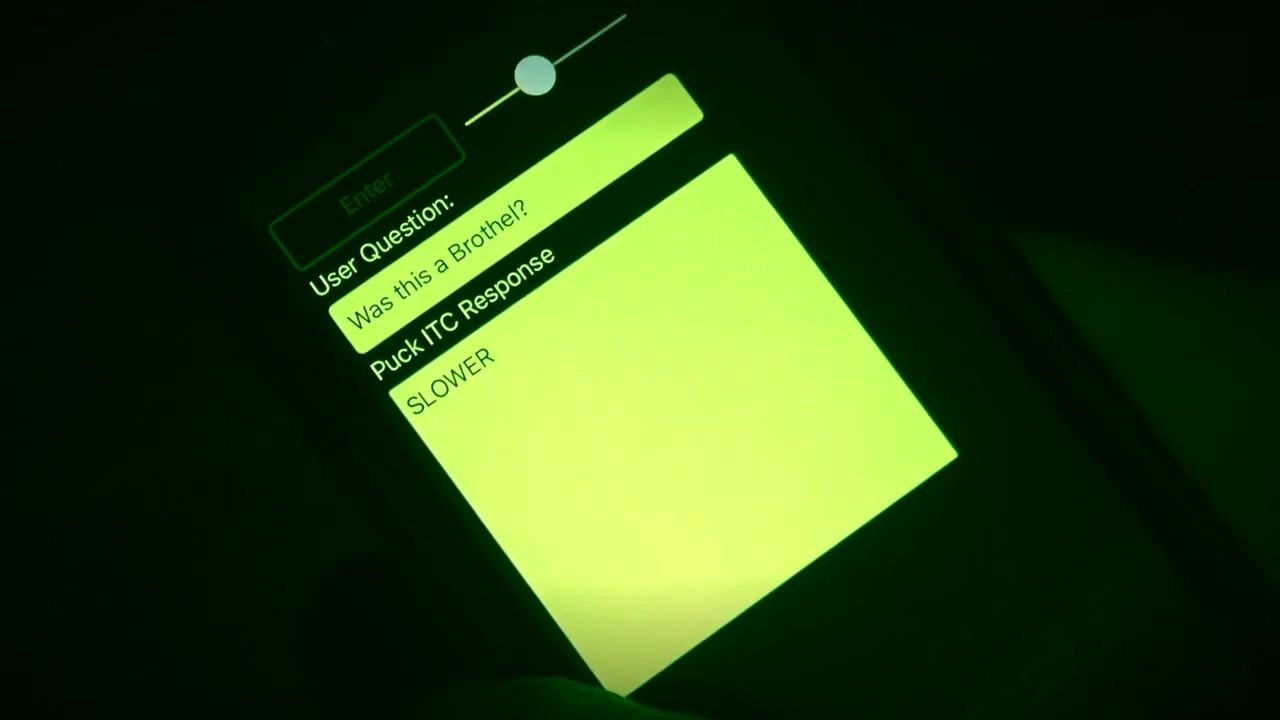 Enter
User Question:
Was this a Brothel?
Puck ITC Response
SLOWER